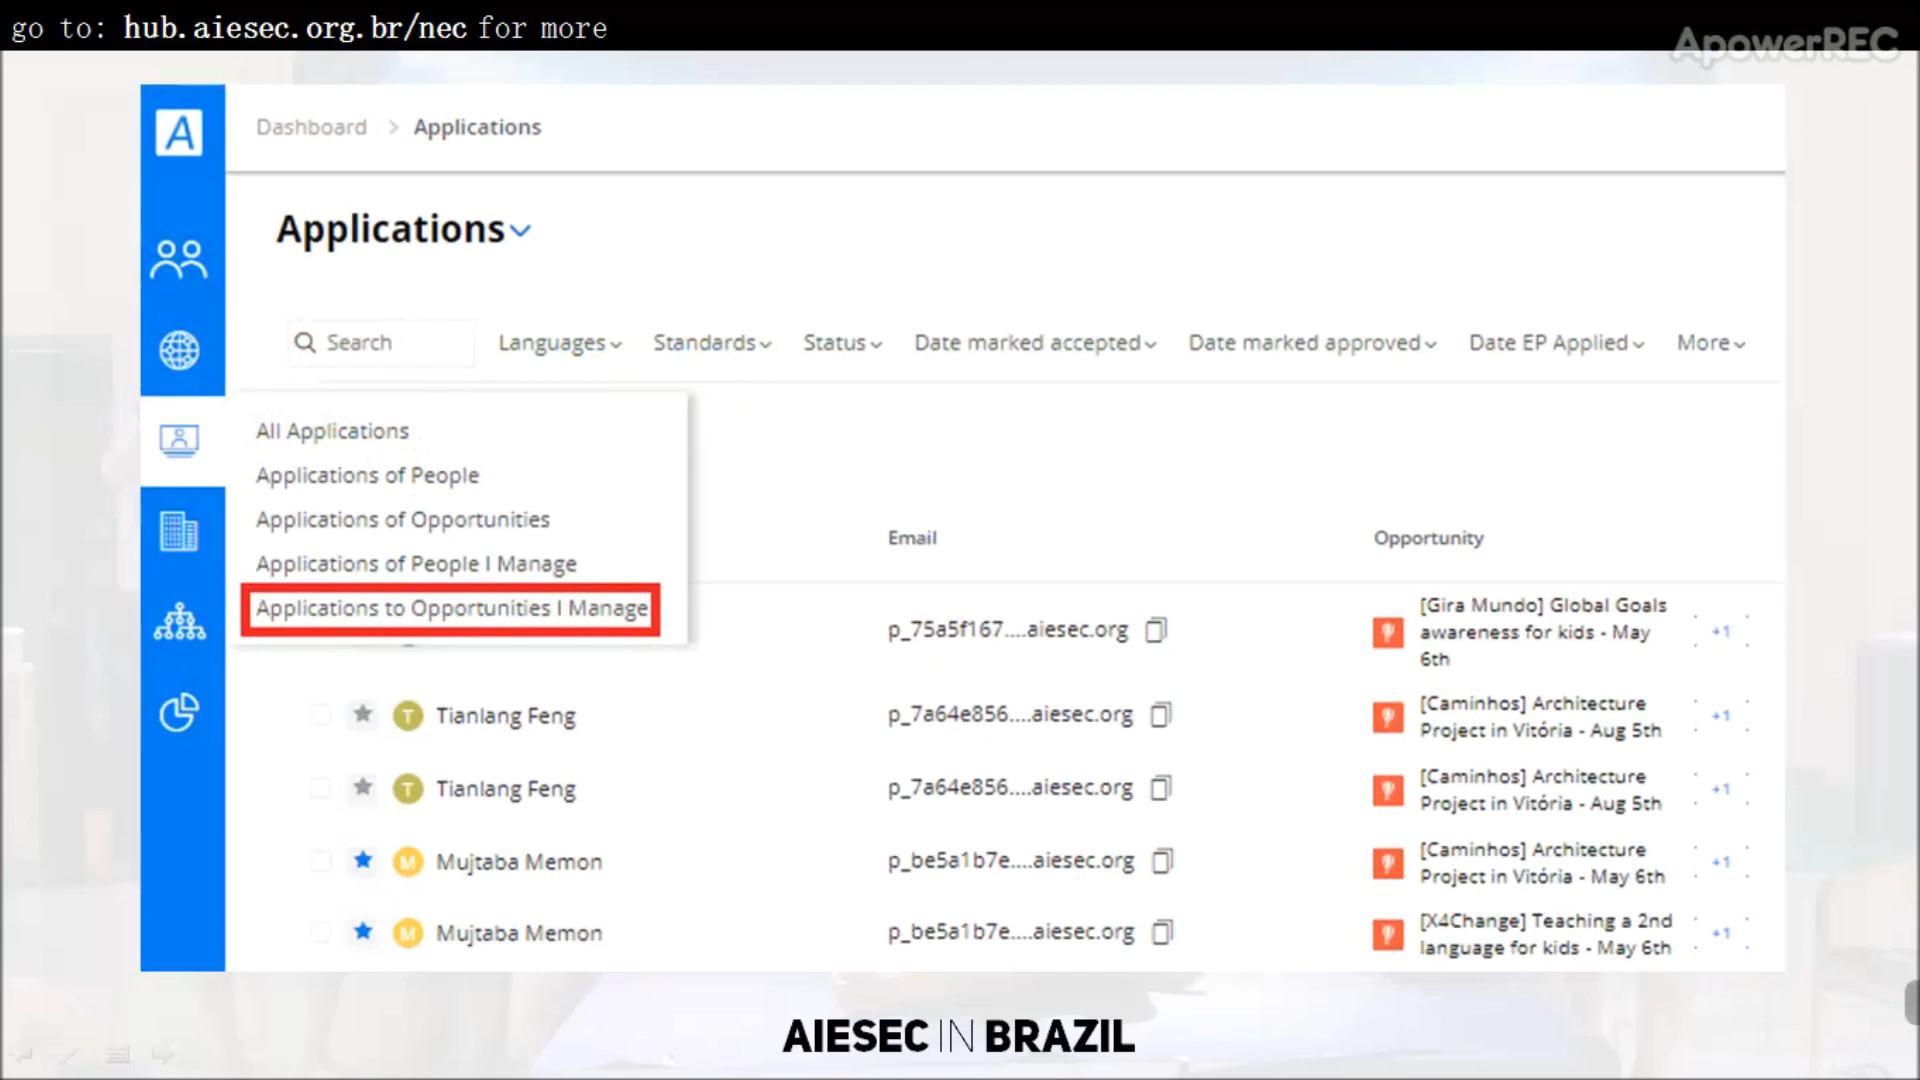 go to: hub.aiesec.org.br/nec for more
ApowerREC
A
Dashboard > Applications
Applications
Search Languages Standards Status Date marked accepted Date marked approved Date EP Applied More
All Applications
Applications of People
Applications of Opportunities
Applications of People I Manage
Applications to Opportunities I Manage
Email Opportunity
p_75a5f167....aiesec.org
[Gira Mundo] Global Goals
awareness for kids - May
6th
+1
T Tianlang Feng p_7a64e856....aiesec.org
[Caminhos] Architecture
Project in Vitória - Aug 5th
+1
T Tianlang Feng p_7a64e856....aiesec.org
[Caminhos] Architecture
Project in Vitória - Aug 5th
+1
M Mujtaba Memon p_be5a1b7e....aiesec.org
[Caminhos] Architecture
Project in Vitória - May 6th
+1
M Mujtaba Memon p_be5a1b7e....aiesec.org
[X4Change] Teaching a 2nd
language for kids - May 6th
+1
AIESEC IN BRAZIL